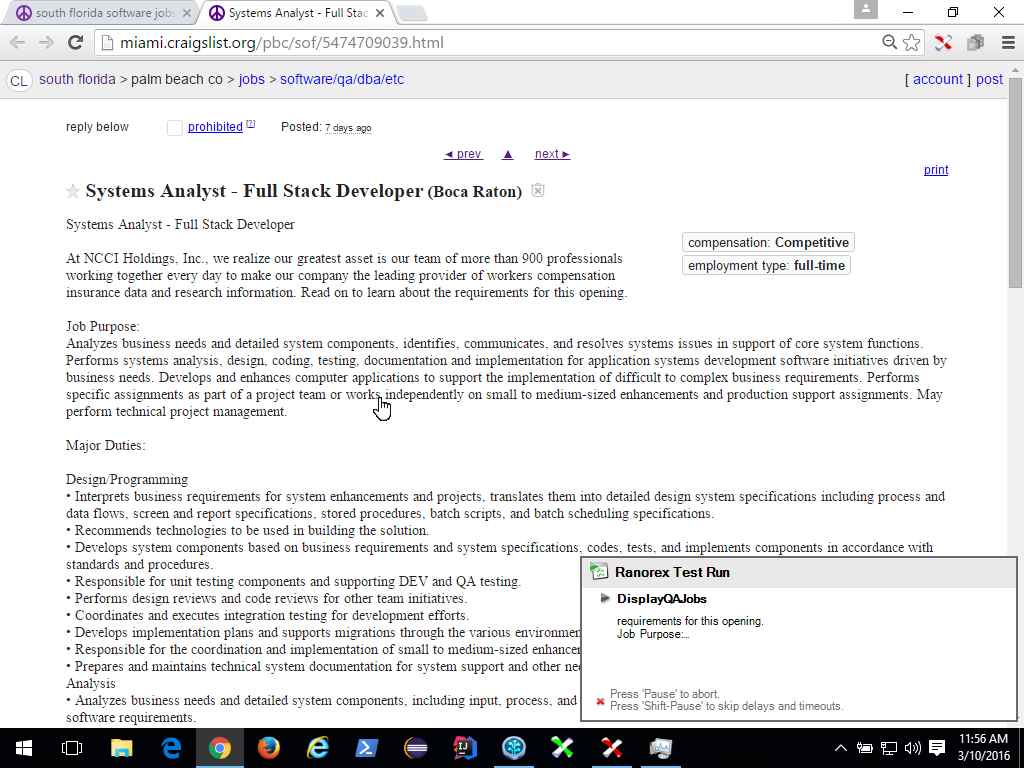 south florida software jobs
Systems Analyst - Full Stac
miami.craigslist.org/pbc/sof/5474709039.html
CL south florida > palm beach co > jobs > software/qa/dba/etc [ account ] post
reply below prohibited [?] Posted: 7 days ago
◄ prev ▲ next ►
print
Systems Analyst - Full Stack Developer (Boca Raton)
Systems Analyst - Full Stack Developer
compensation: Competitive
employment type: full-time
At NCCI Holdings, Inc., we realize our greatest asset is our team of more than 900 professionals
working together every day to make our company the leading provider of workers compensation
insurance data and research information. Read on to learn about the requirements for this opening.
Job Purpose:
Analyzes business needs and detailed system components, identifies, communicates, and resolves systems issues in support of core system functions.
Performs systems analysis, design, coding, testing, documentation and implementation for application systems development software initiatives driven by
business needs. Develops and enhances computer applications to support the implementation of difficult to complex business requirements. Performs
specific assignments as part of a project team or works independently on small to medium-sized enhancements and production support assignments. May
perform technical project management.
Major Duties:
Design/Programming
• Interprets business requirements for system enhancements and projects, translates them into detailed design system specifications including process and
data flows, screen and report specifications, stored procedures, batch scripts, and batch scheduling specifications.
• Recommends technologies to be used in building the solution.
• Develops system components based on business requirements and system specifications, codes, tests, and implements components in accordance with
standards and procedures.
• Responsible for unit testing components and supporting DEV and QA testing.
• Performs design reviews and code reviews for other team initiatives.
• Coordinates and executes integration testing for development efforts.
• Develops implementation plans and supports migrations through the various environmen
• Responsible for the coordination and implementation of small to medium-sized enhancem
• Prepares and maintains technical system documentation for system support and other nee
Analysis
• Analyzes business needs and detailed system components, including input, process, and
software requirements.
Ranorex Test Run
DisplayQAJobs
requirements for this opening.
Job Purpose:...
Press 'Pause' to abort.
Press 'Shift-Pause' to skip delays and timeouts.
11:56 AM
3/10/2016